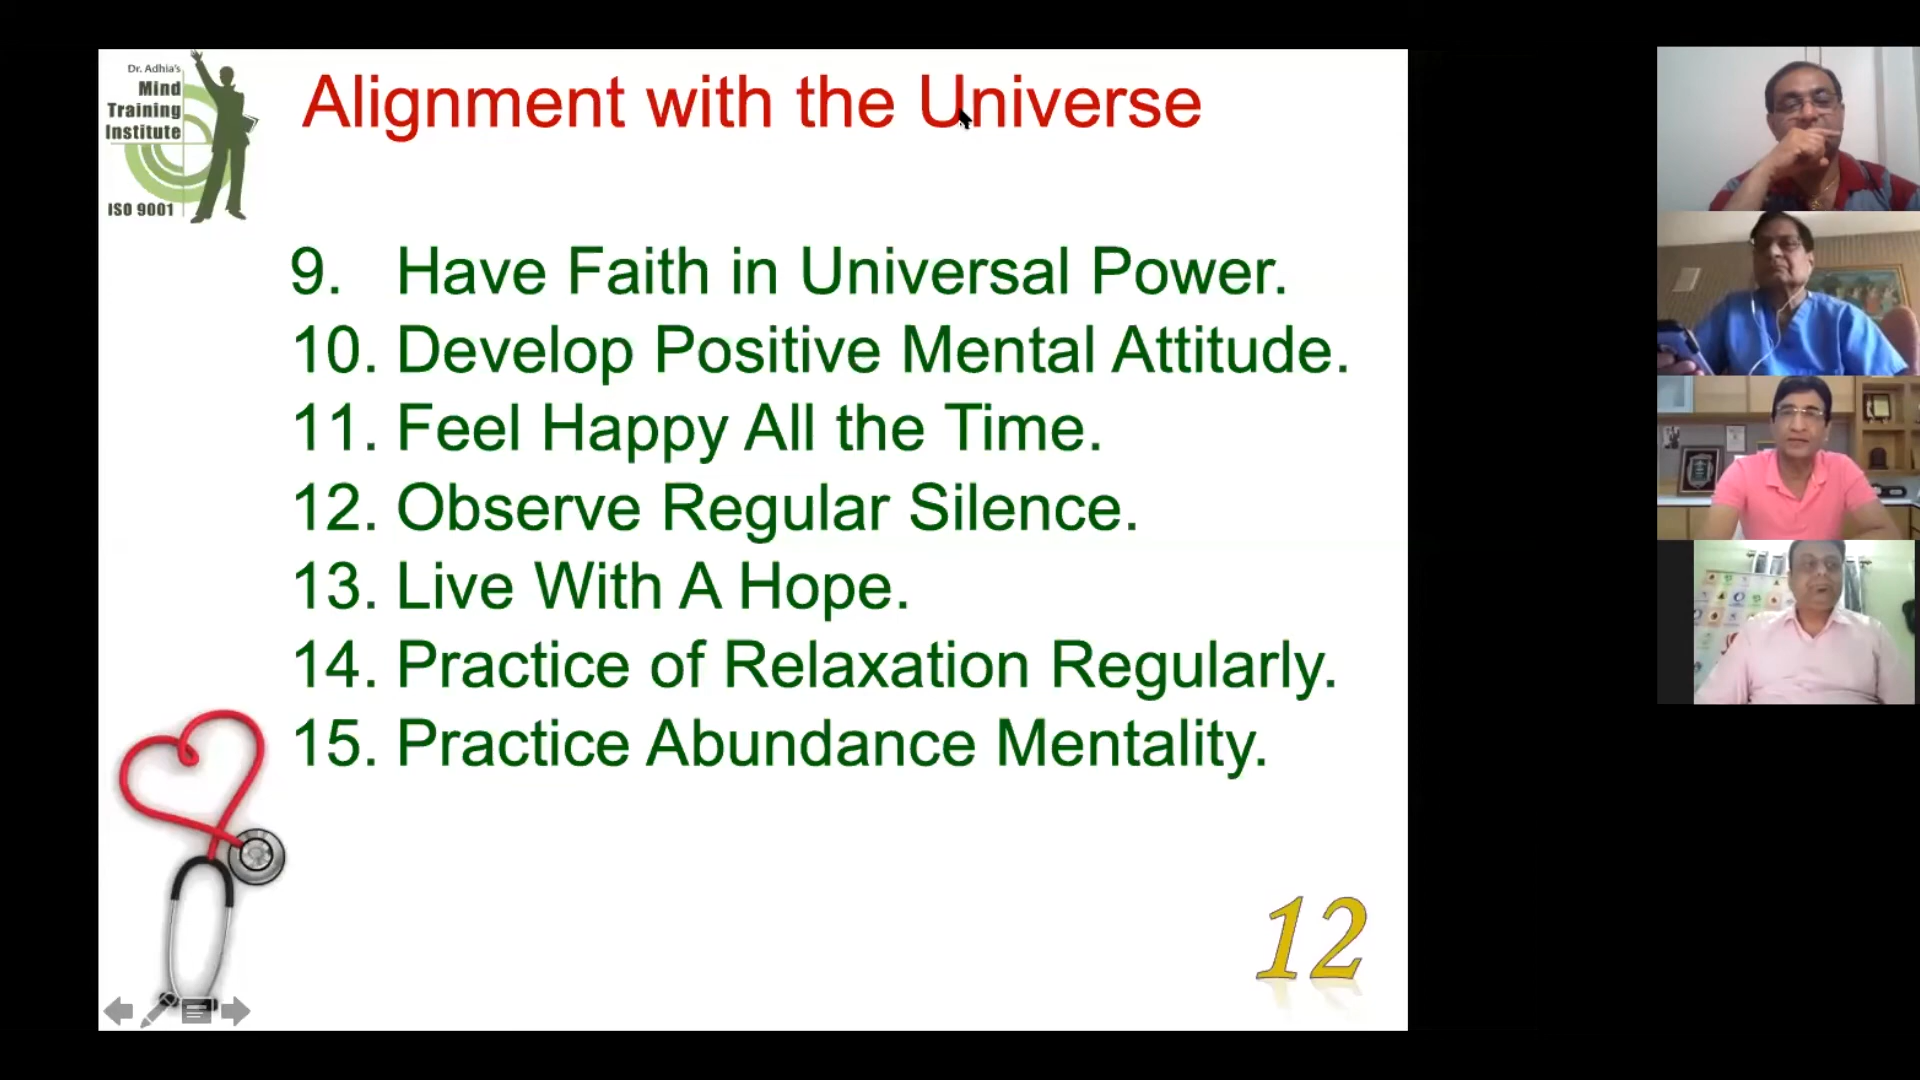 Dr. Adhia's
Mind
Training
Institute
ISO 9001
Alignment with the Universe
9. Have Faith in Universal Power.
10. Develop Positive Mental Attitude.
11. Feel Happy All the Time.
12. Observe Regular Silence.
13. Live With A Hope.
14. Practice of Relaxation Regularly.
15. Practice Abundance Mentality.
12